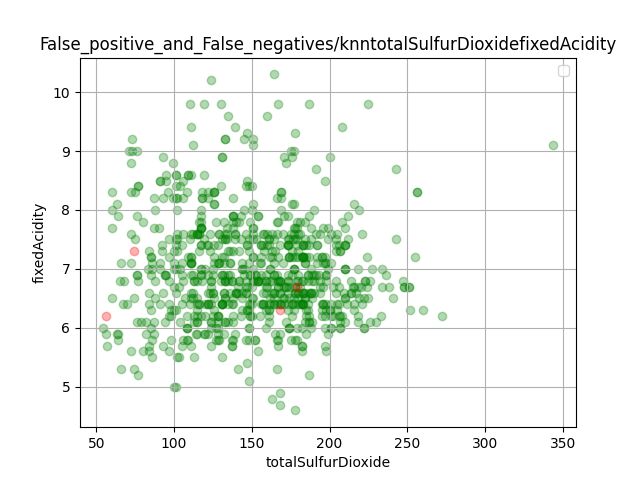 False_positive_and_False_negatives/knntotalSulfurDioxidefixedAcidity
10
9
8
7
6
5
fixedAcidity
50 100 150 200 250 300 350
totalSulfurDioxide